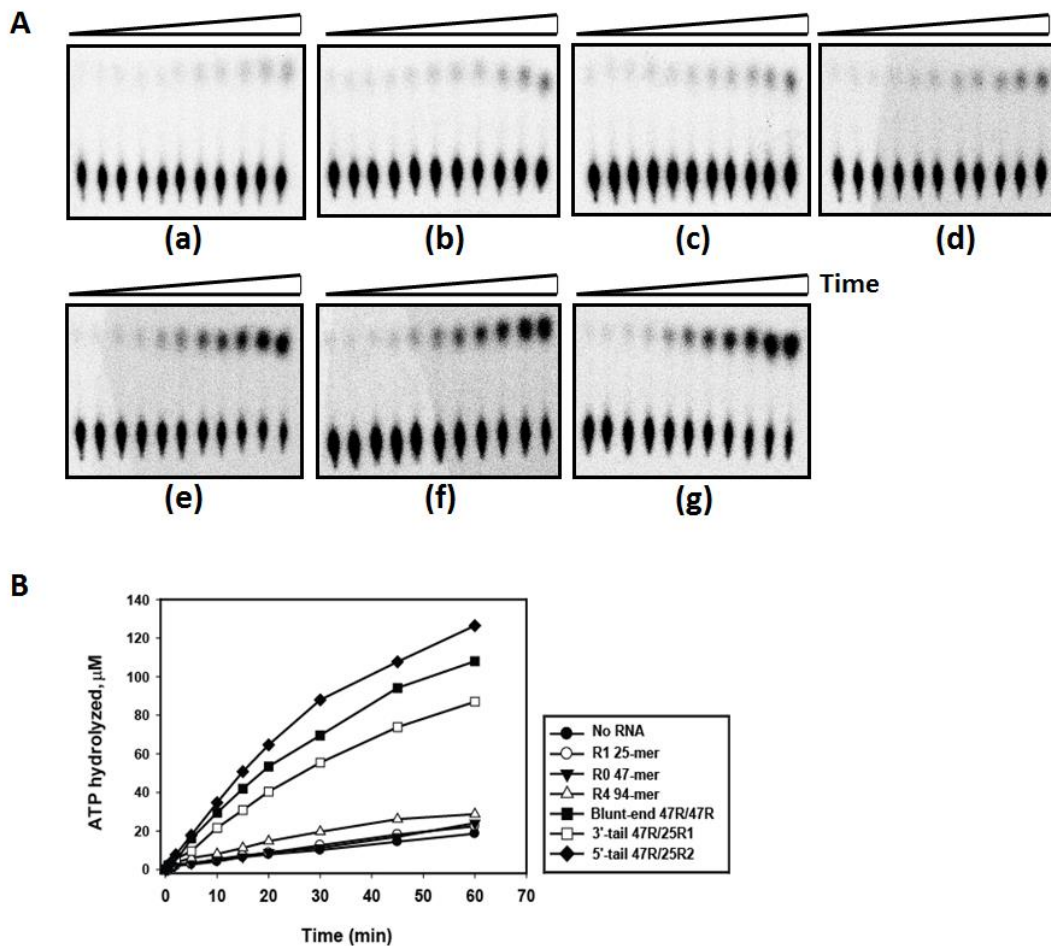 A
(a) (b) (c) (d)
Time
(e) (f) (g)
B
ATP hydrolyzed, µM
140
120
100
80
60
40
20
0
0 10 20 30 40 50 60 70
Time (min)
No RNA
R1 25-mer
R0 47-mer
R4 94-mer
Blunt-end 47R/47R
3'-tail 47R/25R1
5'-tail 47R/25R2